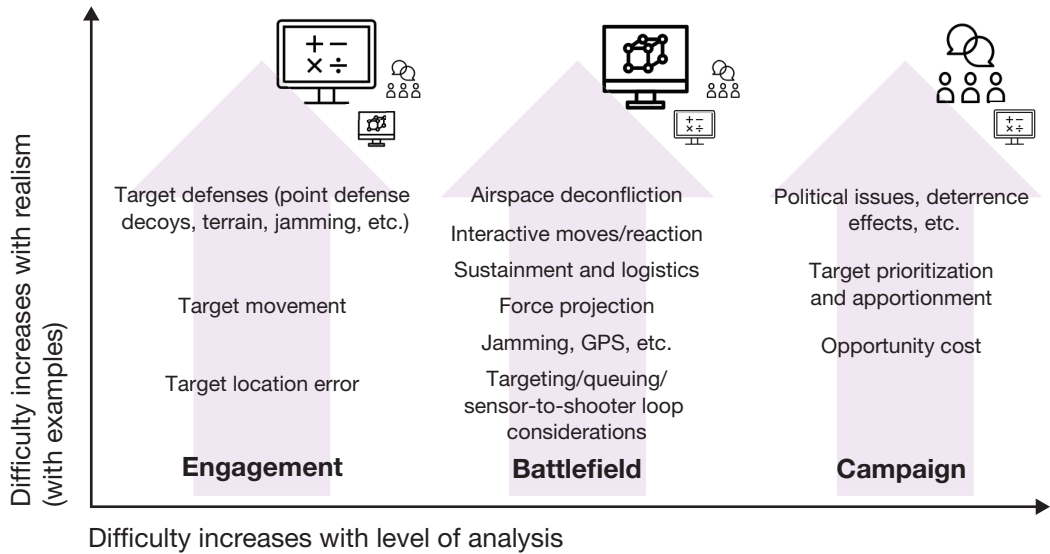 Difficulty increases with realism
(with examples)
+ −
× ÷
+ −
× ÷
+ −
× ÷
Target defenses (point defense
decoys, terrain, jamming, etc.)
Target movement
Target location error
Engagement
Airspace deconfliction
Interactive moves/reaction
Sustainment and logistics
Force projection
Jamming, GPS, etc.
Targeting/queuing/
sensor-to-shooter loop
considerations
Battlefield
Political issues, deterrence
effects, etc.
Target prioritization
and apportionment
Opportunity cost
Campaign
Difficulty increases with level of analysis